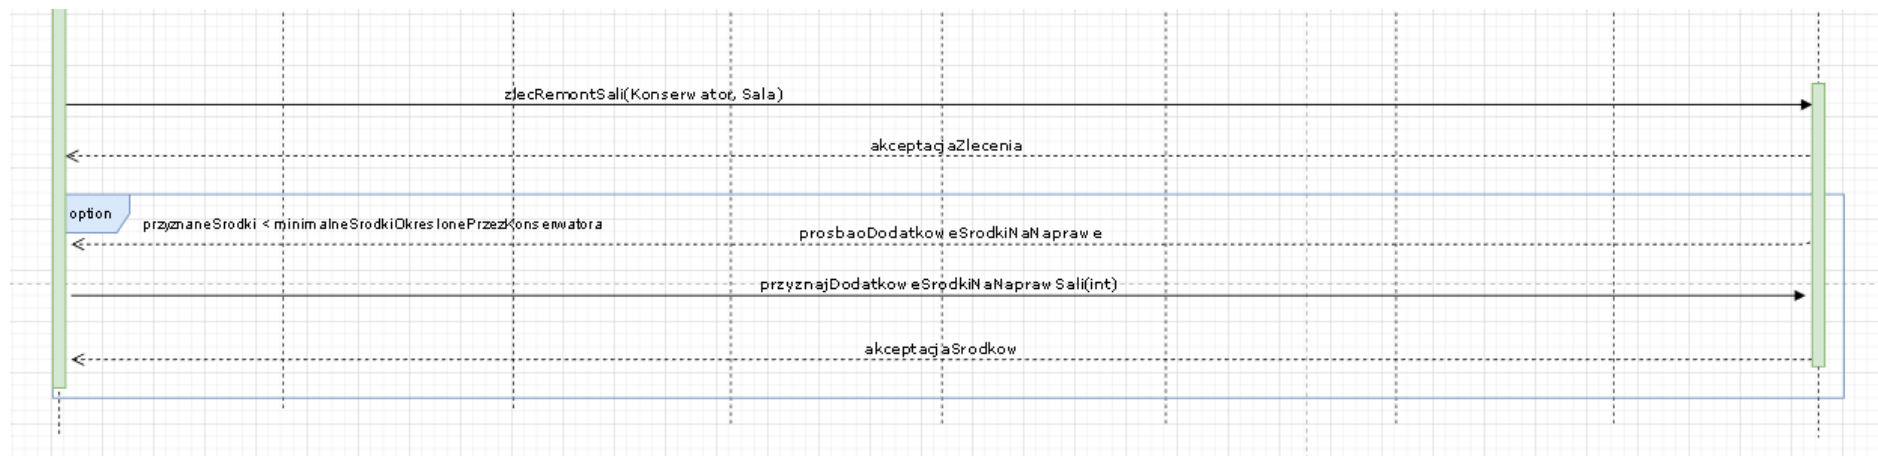 zlecRemontSali(Konserwator, Sala)
akceptacjaZlecenia
option
przyznaneSrodki < minimalneSrodkiOkreslonePrzezKonserwatora
prosbaoDodatkoweSrodkiNaNaprawe
przyznajDodatkoweSrodkiNaNaprawSali(int)
akceptacjaSrodkow